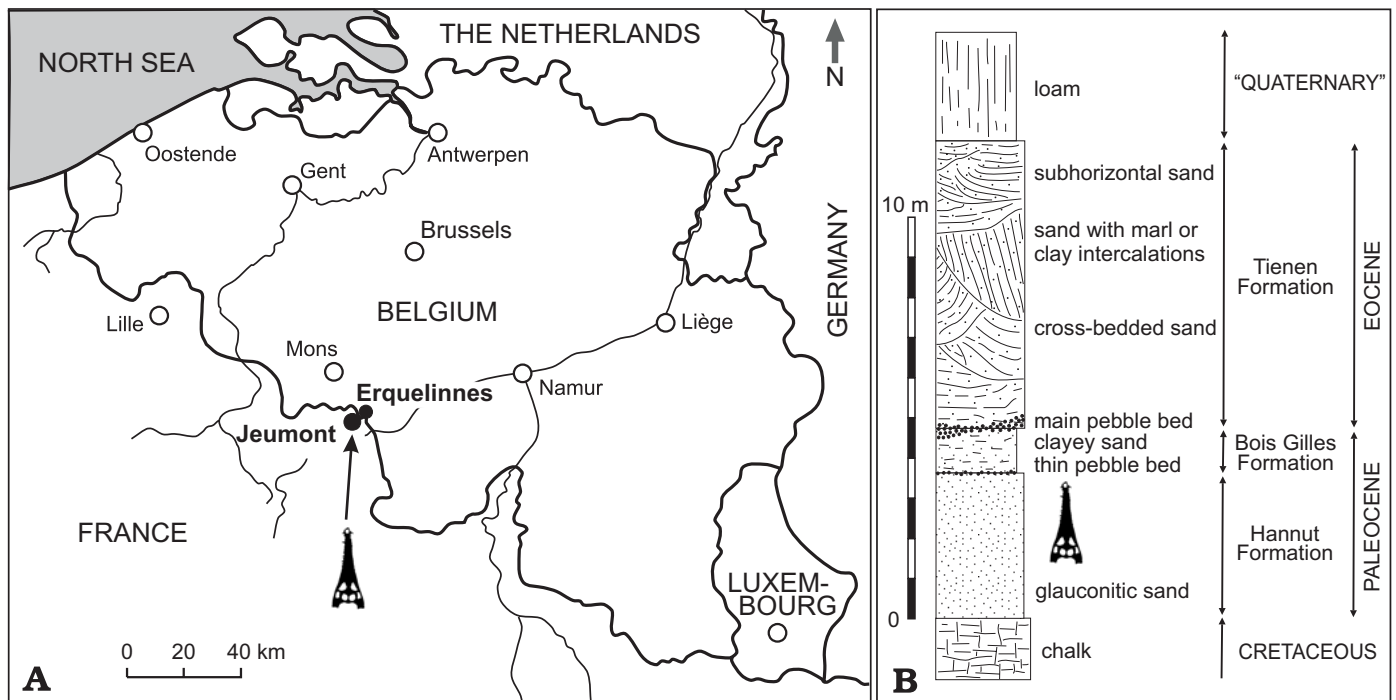 NORTH SEA
THE NETHERLANDS
N
Oostende
Antwerpen
Gent
Brussels
GERMANY
BELGIUM
Lille
Liège
Mons
Erquelinnes
Namur
Jeumont
FRANCE
LUXEM-
BOURG
0 20 40 km
A
loam
“QUATERNARY”
subhorizontal sand
10 m
sand with marl or
clay intercalations
Tienen
Formation
EOCENE
cross-bedded sand
main pebble bed
clayey sand
thin pebble bed
Bois Gilles
Formation
Hannut
Formation
PALEOCENE
glauconitic sand
0
chalk
CRETACEOUS
B